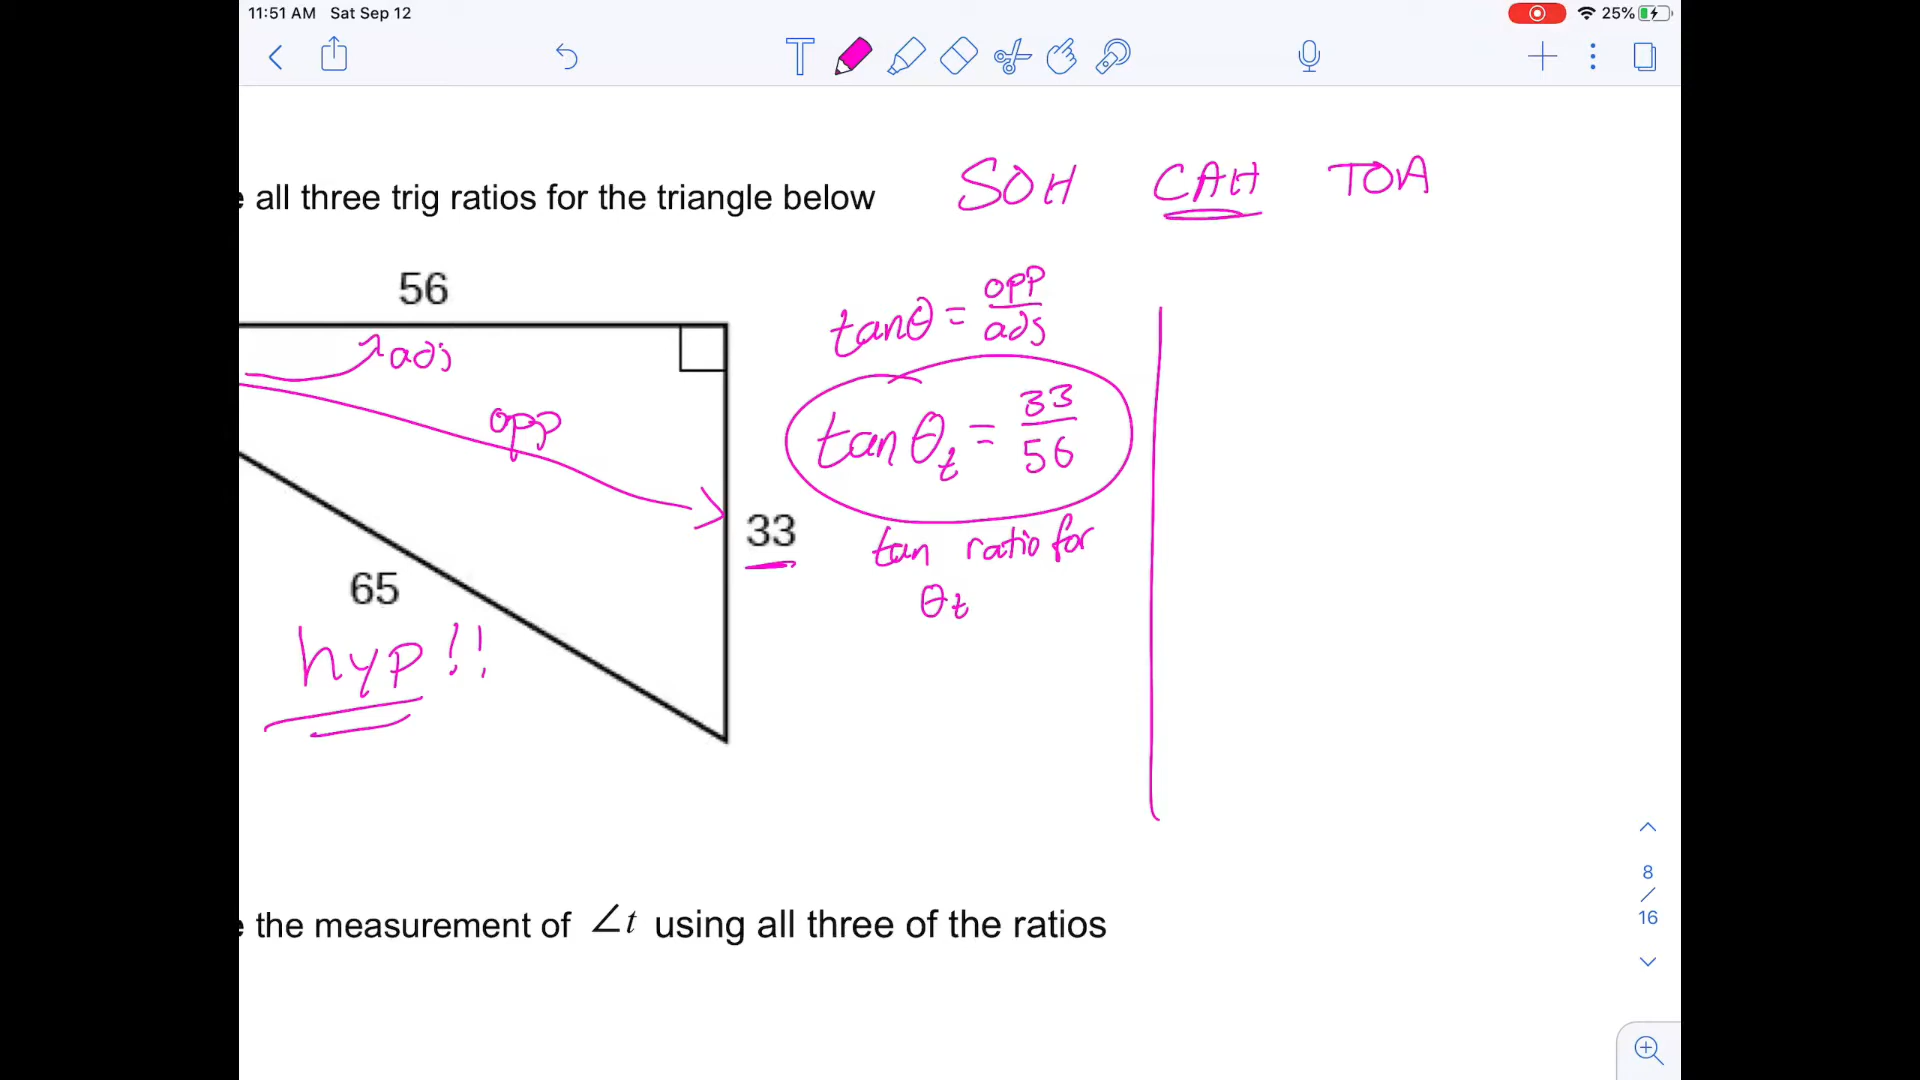 11:51 AM Sat Sep 12
25%
T
all three trig ratios for the triangle below
SOH CAH TOA
56
adj
opp
33
65
hyp!!
tanθ = opp/adj
tanθt = 33/56
tan ratio for
θt
8
/
16
the measurement of ∠t using all three of the ratios